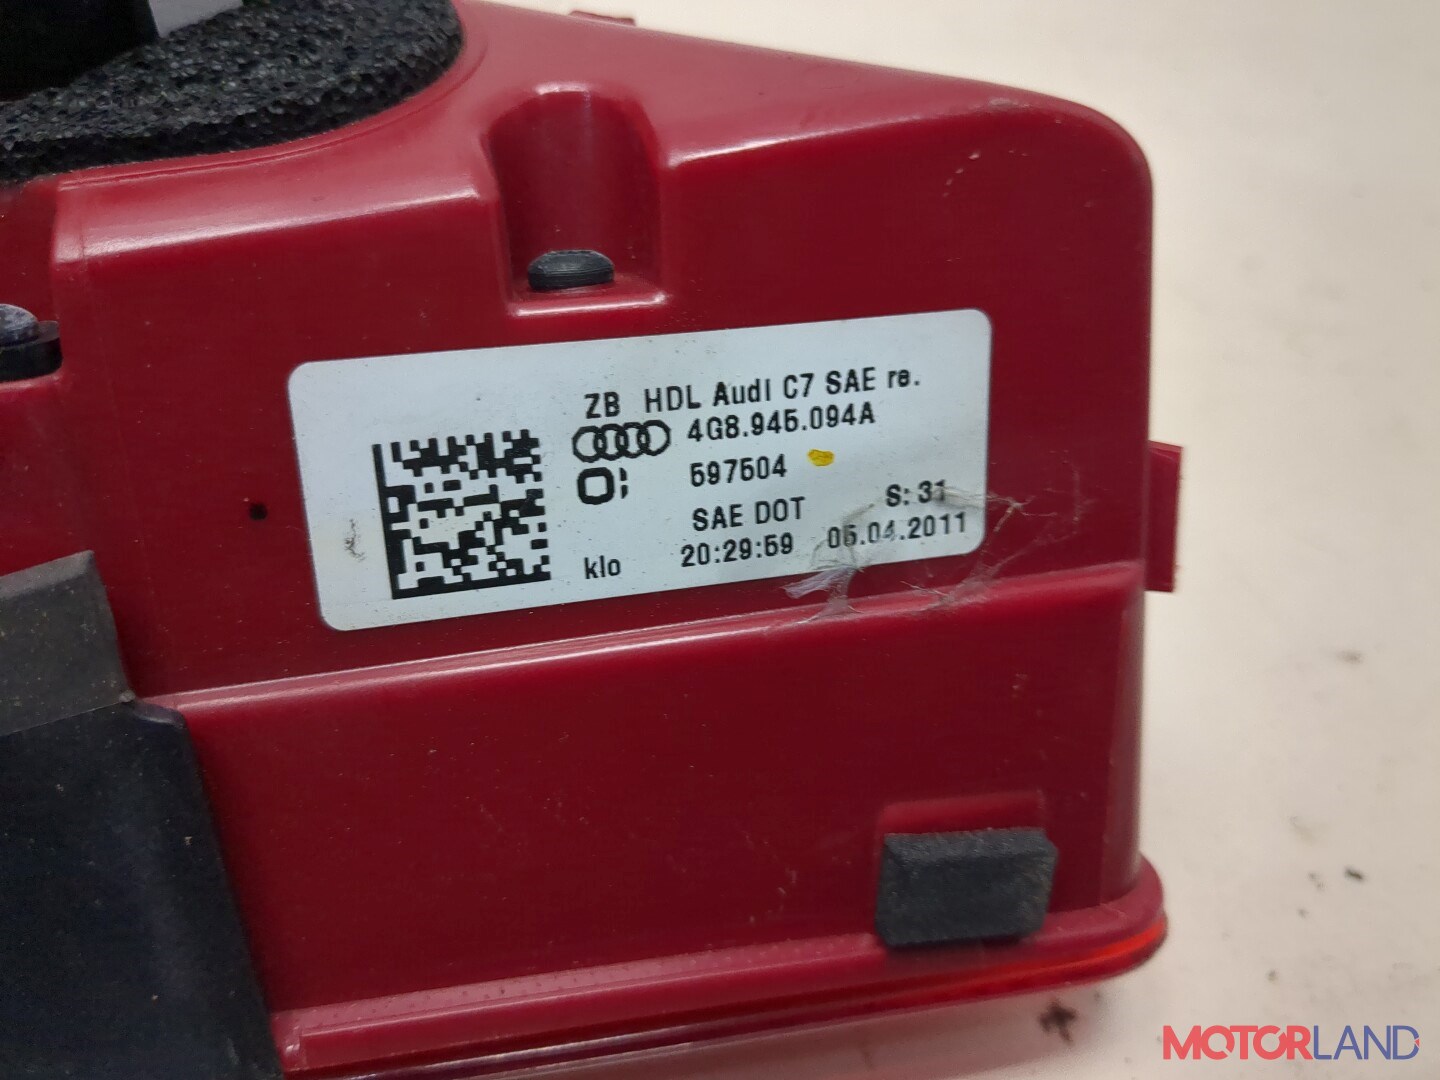 ZB HDL Audi C7 SAE re.
4G8.945.094A
597504
SAE DOT S: 31
klo 20:29:59 05.04.2011
MOTORLAND